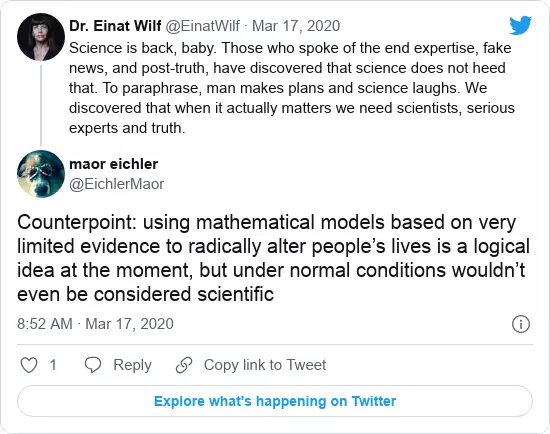 Dr. Einat Wilf @EinatWilf · Mar 17, 2020
Science is back, baby. Those who spoke of the end expertise, fake
news, and post-truth, have discovered that science does not heed
that. To paraphrase, man makes plans and science laughs. We
discovered that when it actually matters we need scientists, serious
experts and truth.
maor eichler
@EichlerMaor
Counterpoint: using mathematical models based on very
limited evidence to radically alter people’s lives is a logical
idea at the moment, but under normal conditions wouldn’t
even be considered scientific
8:52 AM · Mar 17, 2020
1 Reply Copy link to Tweet
Explore what's happening on Twitter